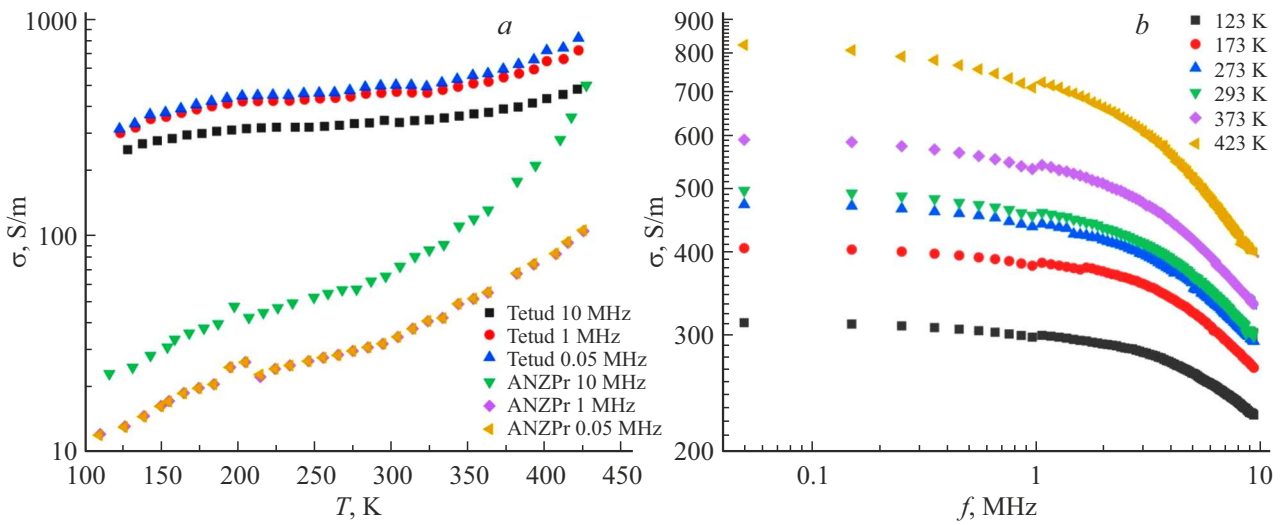 a
1000
100
10
σ, S/m
Tetud 10 MHz
Tetud 1 MHz
Tetud 0.05 MHz
ANZPr 10 MHz
ANZPr 1 MHz
ANZPr 0.05 MHz
100 150 200 250 300 350 400 450
T, K
b
900
800
700
600
500
400
300
200
σ, S/m
123 K
173 K
273 K
293 K
373 K
423 K
0.1 1 10
f, MHz